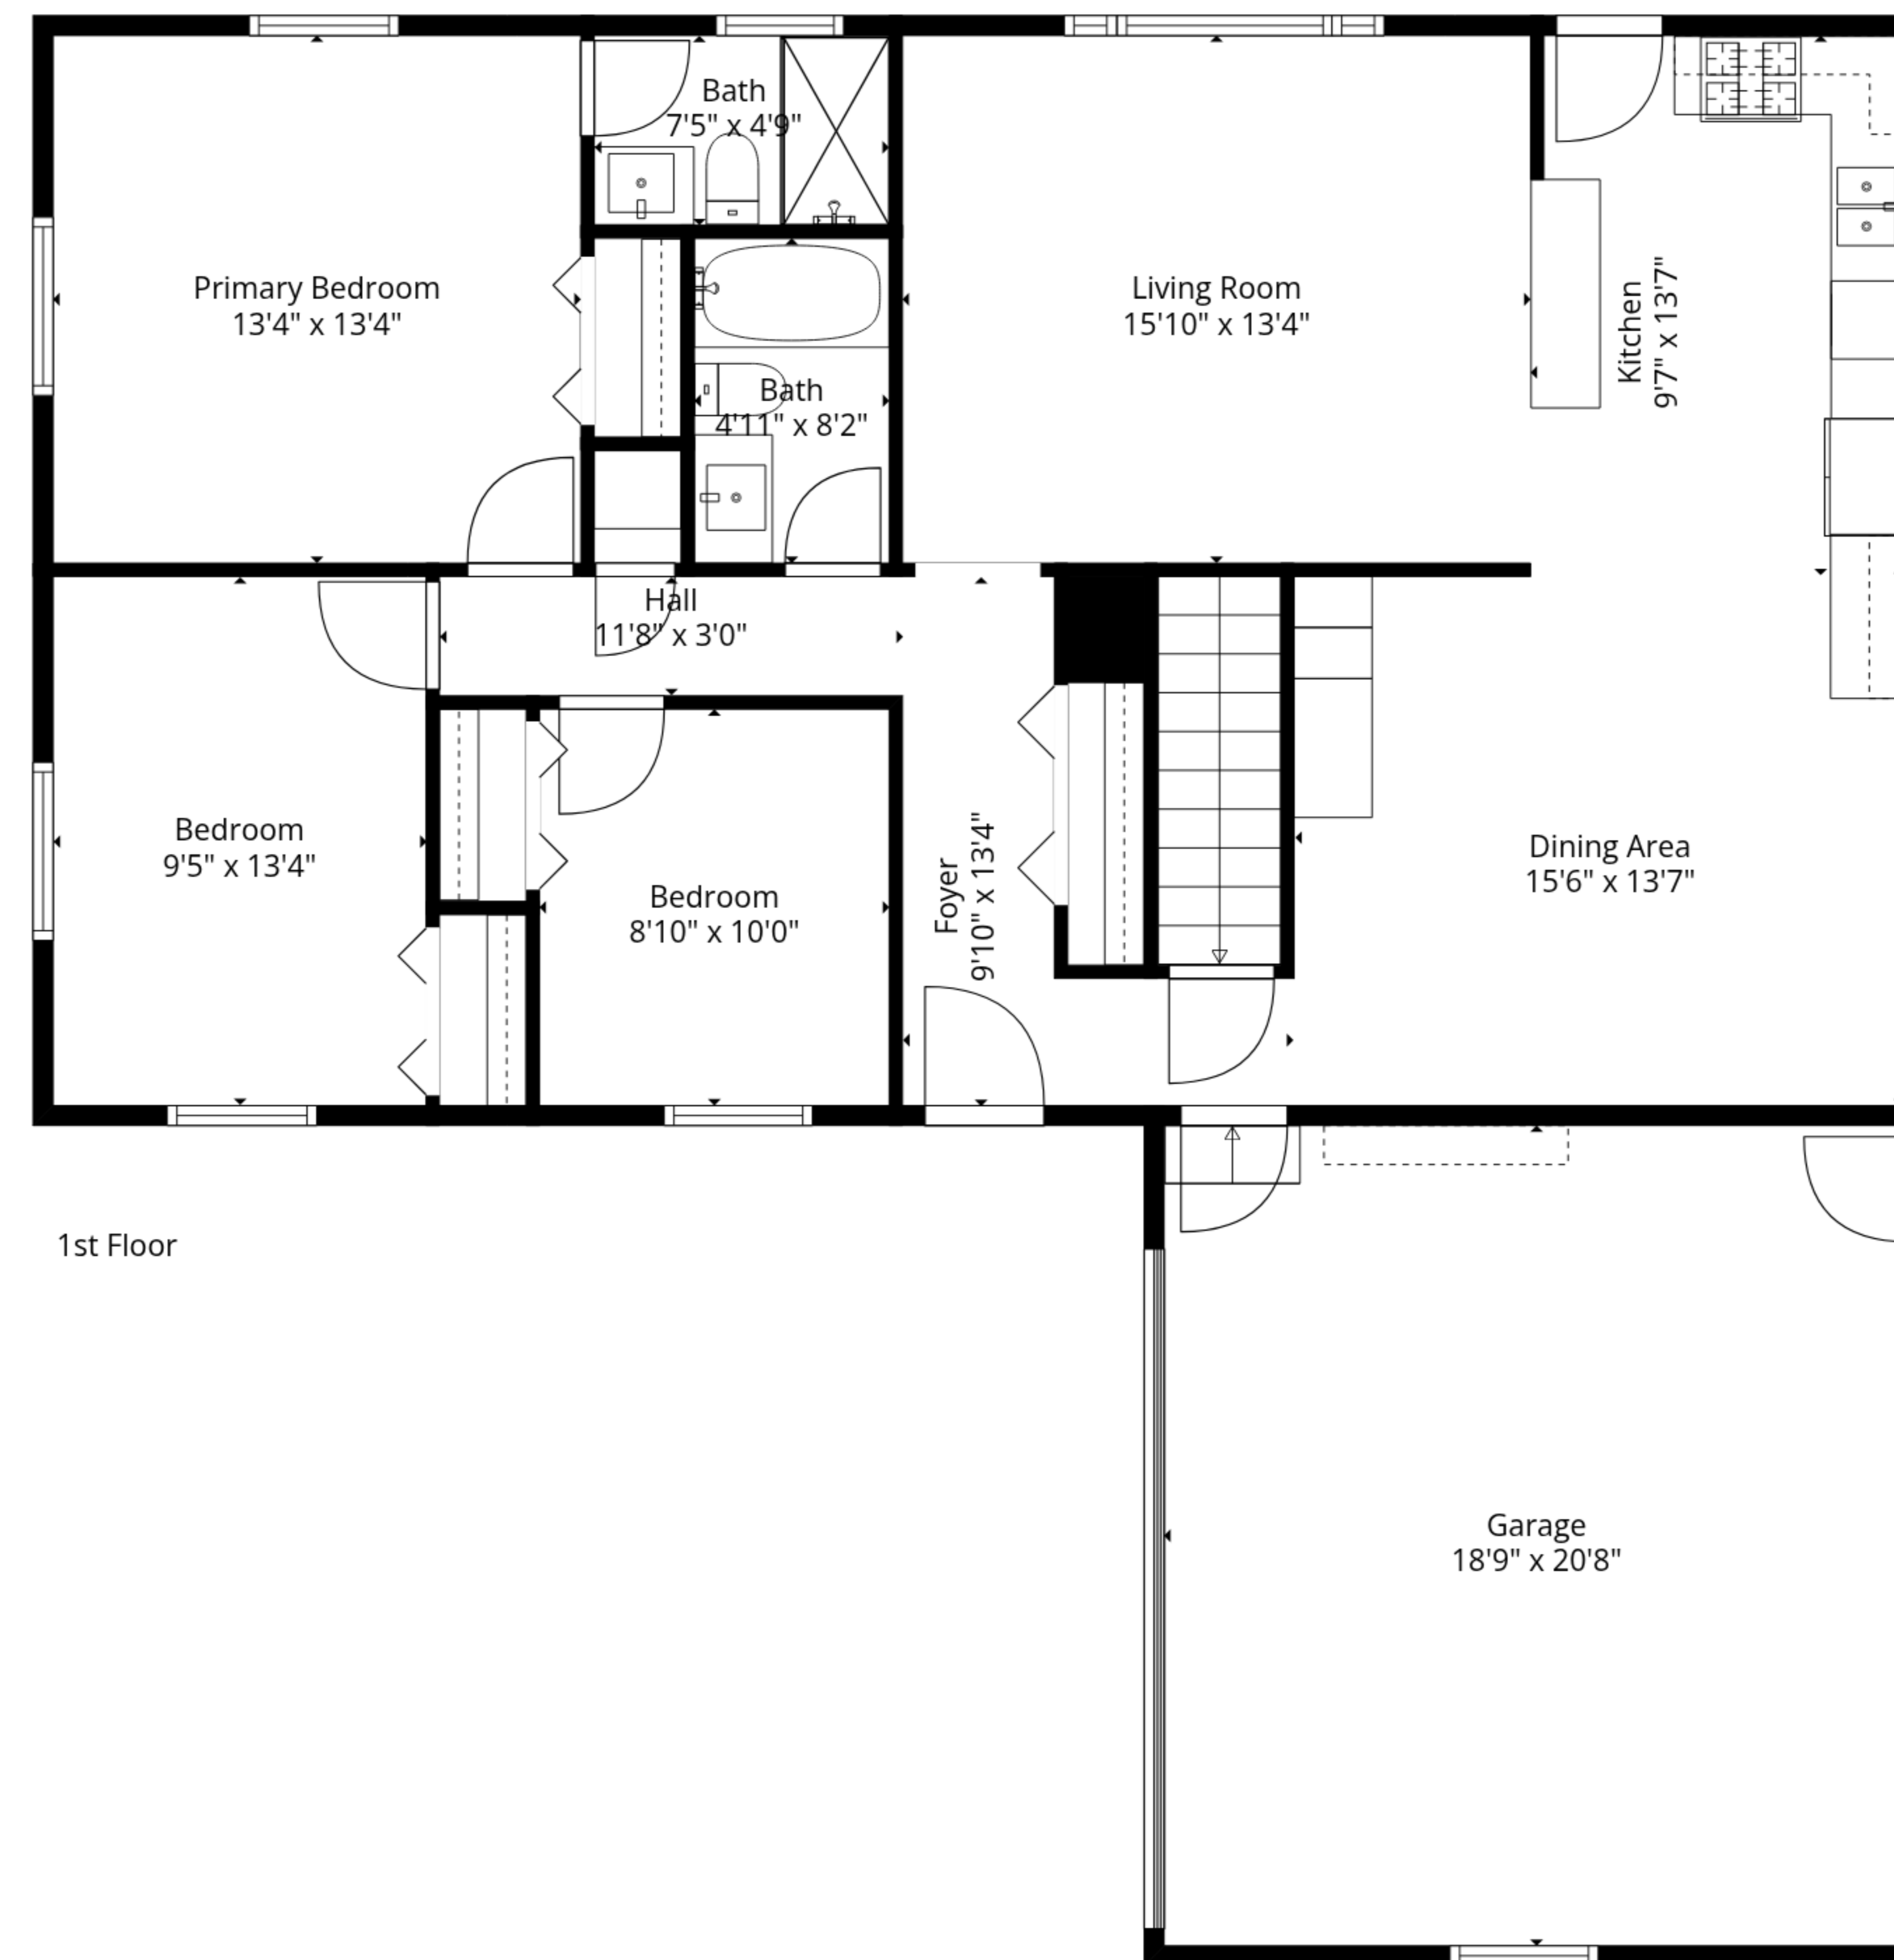 Bath
7'5" x 4'9"
Primary Bedroom
13'4" x 13'4"
Living Room
15'10" x 13'4"
Kitchen
9'7" x 13'7"
Bath
4'11" x 8'2"
Hall
11'8" x 3'0"
Bedroom
9'5" x 13'4"
Bedroom
8'10" x 10'0"
Foyer
9'10" x 13'4"
Dining Area
15'6" x 13'7"
1st Floor
Garage
18'9" x 20'8"